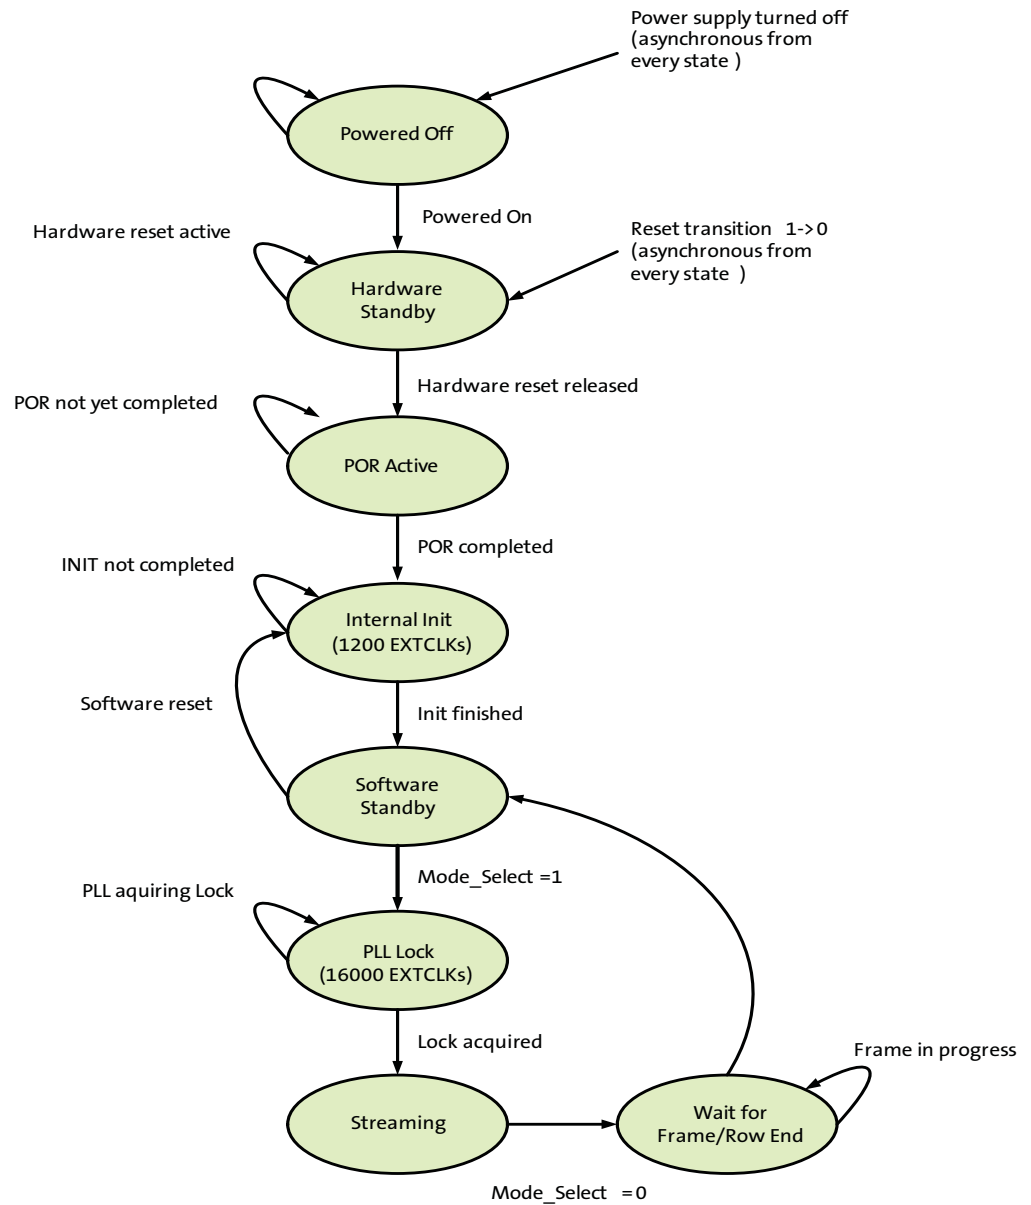 Power supply turned off
(asynchronous from
every state )
Powered Off
Powered On
Hardware reset active
Reset transition 1->0
(asynchronous from
every state )
Hardware
Standby
Hardware reset released
POR not yet completed
POR Active
POR completed
INIT not completed
Internal Init
(1200 EXTCLKs)
Software reset
Init finished
Software
Standby
Mode_Select =1
PLL aquiring Lock
PLL Lock
(16000 EXTCLKs)
Lock acquired
Frame in progress
Streaming
Wait for
Frame/Row End
Mode_Select =0